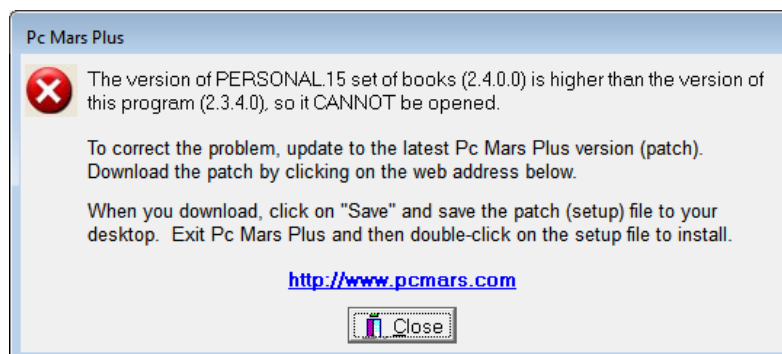 Pc Mars Plus
The version of PERSONAL.15 set of books (2.4.0.0) is higher than the version of
this program (2.3.4.0), so it CANNOT be opened.
To correct the problem, update to the latest Pc Mars Plus version (patch).
Download the patch by clicking on the web address below.
When you download, click on "Save" and save the patch (setup) file to your
desktop.  Exit Pc Mars Plus and then double-click on the setup file to install.
http://www.pcmars.com
Close